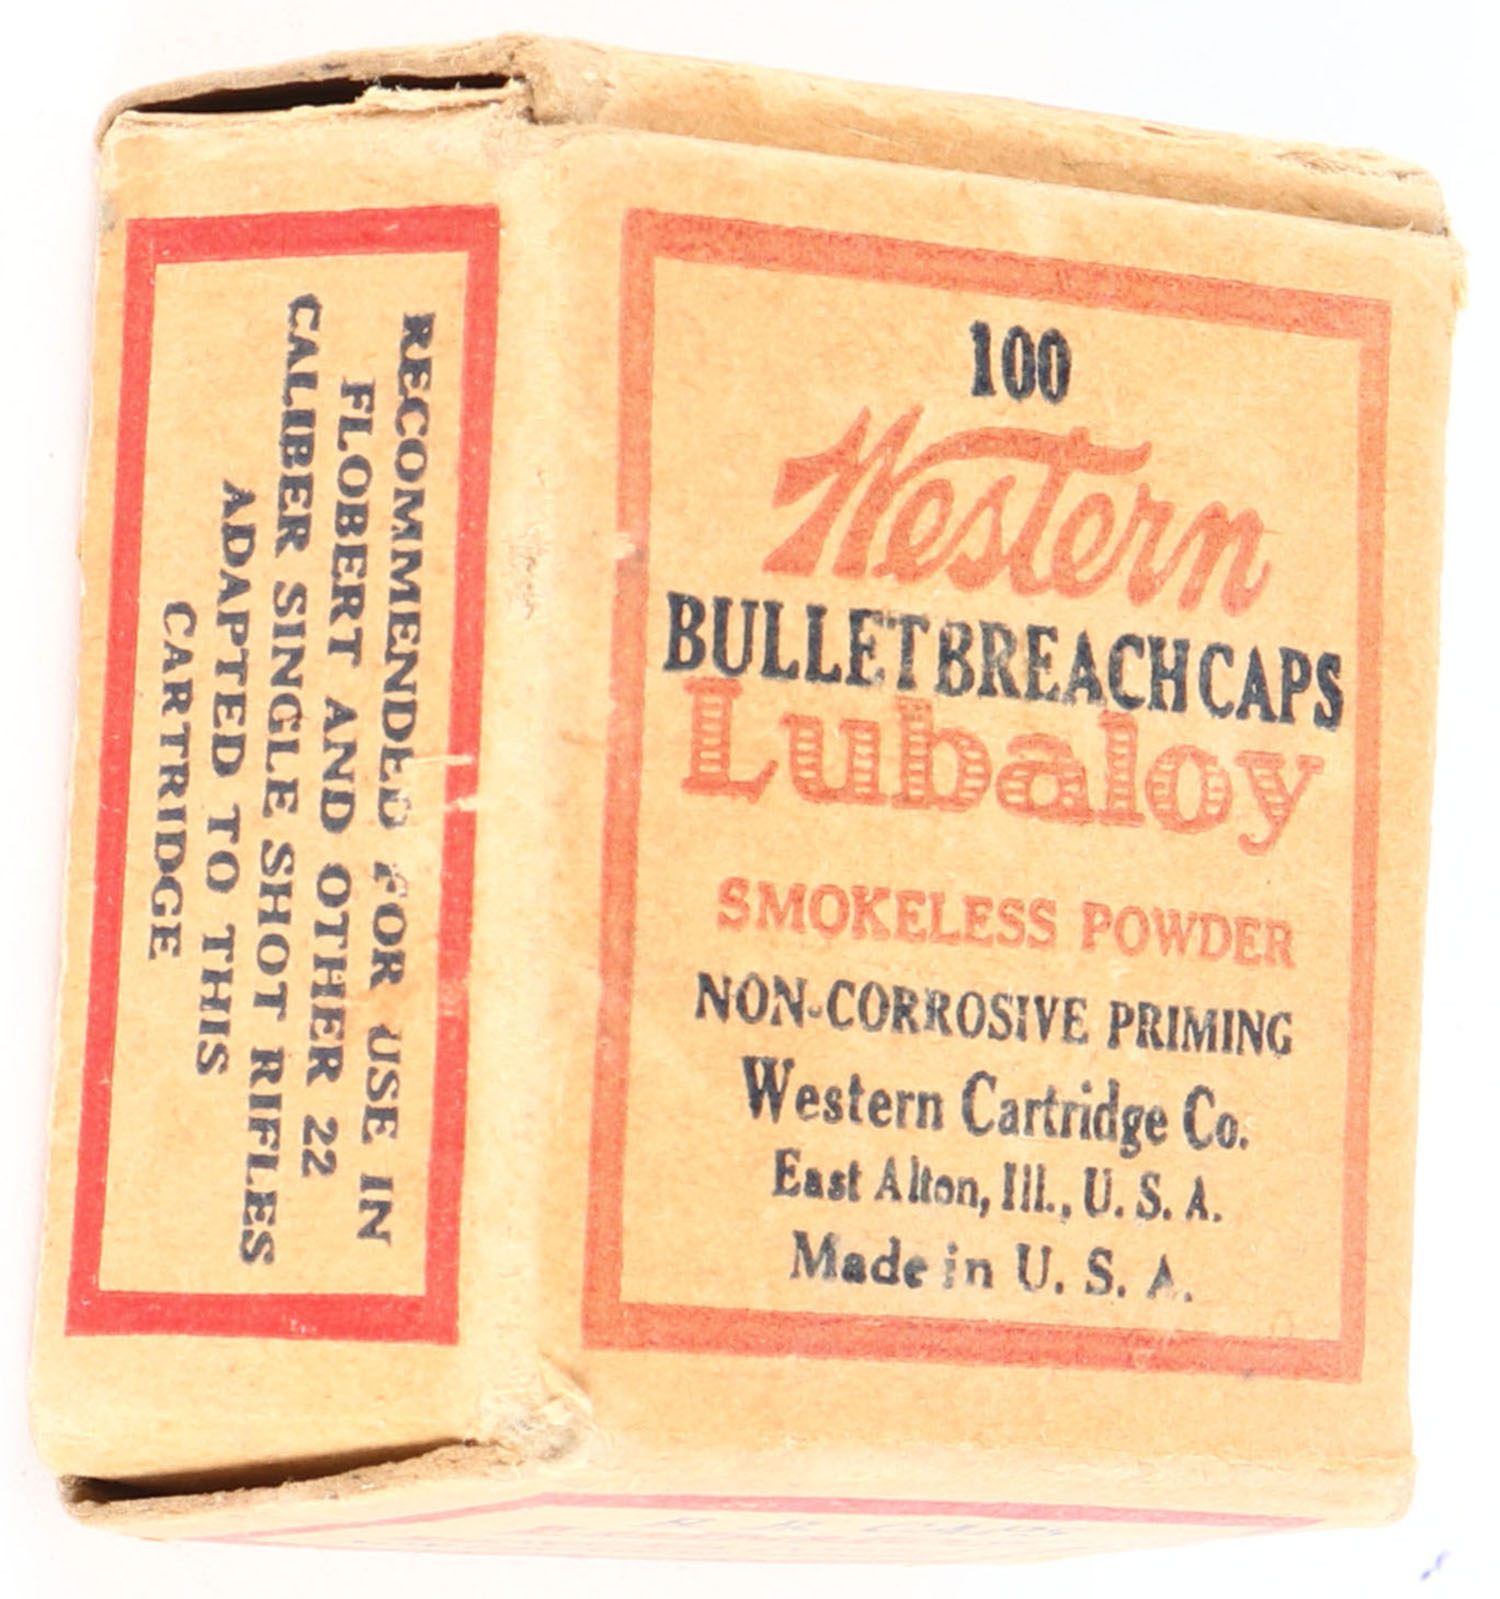 100
Western
BULLET BREACH CAPS
Lubaloy
SMOKELESS POWDER
NON-CORROSIVE PRIMING
Western Cartridge Co.
East Alton, Ill., U. S. A.
Made in U. S. A.
RECOMMENDED FOR USE IN
FLOBERT AND OTHER 22
CALIBER SINGLE SHOT RIFLES
ADAPTED TO THIS
CARTRIDGE